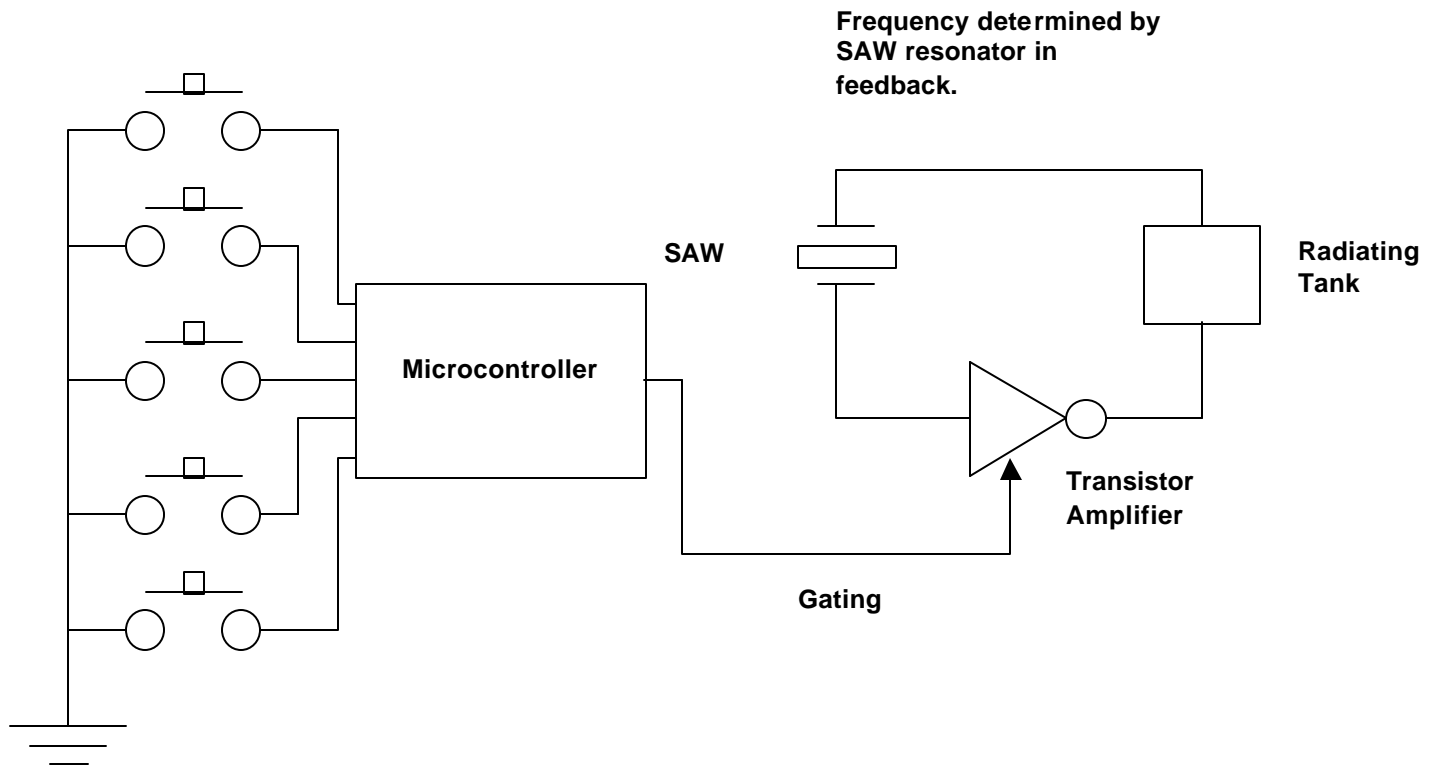 Frequency determined by
SAW resonator in
feedback.
SAW
Radiating
Tank
Microcontroller
Transistor
Amplifier
Gating